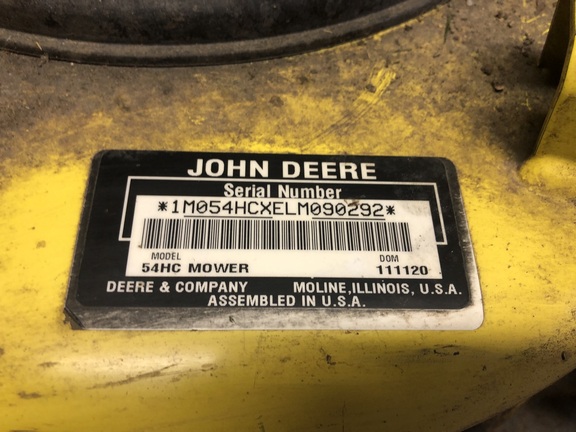 JOHN DEERE
Serial Number
*1M054HCXELM090292*
MODEL DOM
54HC MOWER 111120
DEERE & COMPANY MOLINE, ILLINOIS, U.S.A.
ASSEMBLED IN U.S.A.